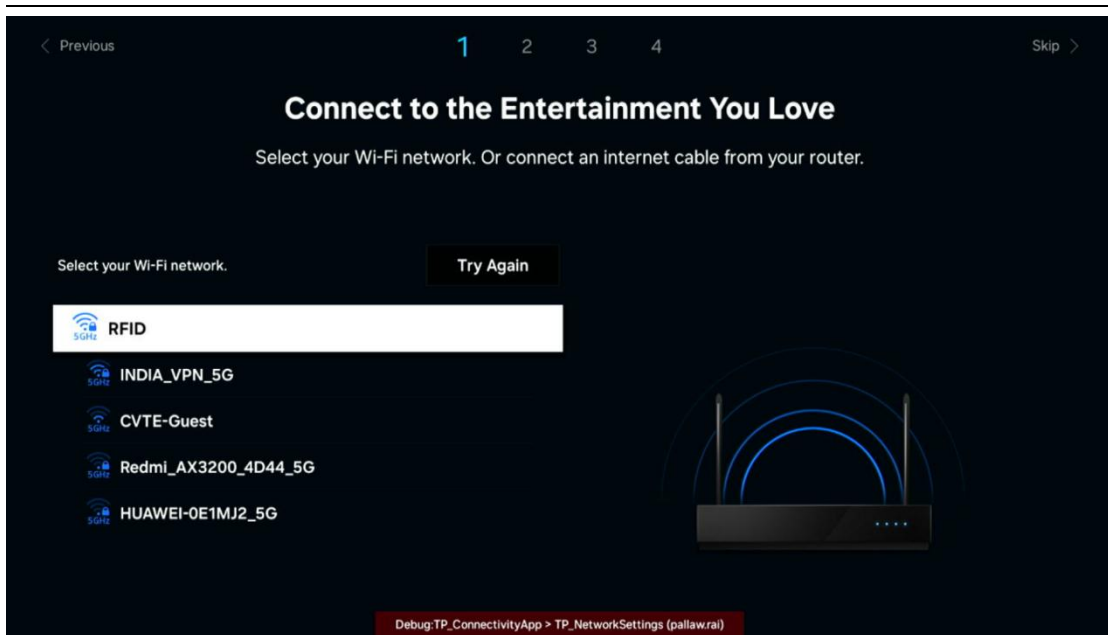 Previous
1 2 3 4
Skip
Connect to the Entertainment You Love
Select your Wi-Fi network. Or connect an internet cable from your router.
Select your Wi-Fi network.
Try Again
5GHz RFID
5GHz INDIA_VPN_5G
5GHz CVTE-Guest
5GHz Redmi_AX3200_4D44_5G
5GHz HUAWEI-0E1MJ2_5G
Debug:TP_ConnectivityApp > TP_NetworkSettings (pallaw.rai)